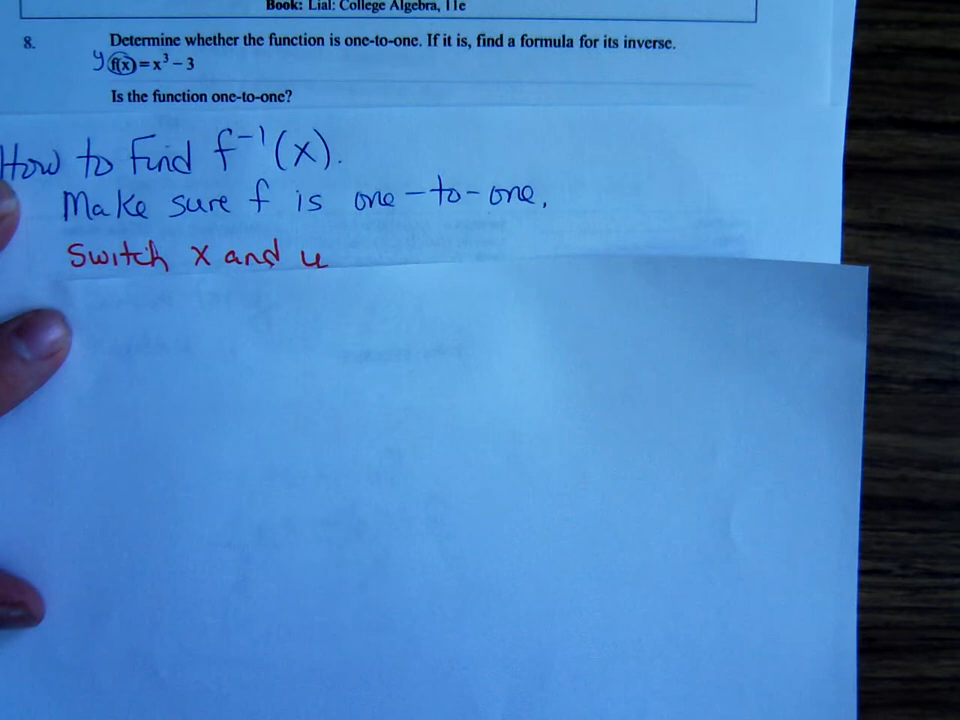 Book: Lial: College Algebra, 11e
8. Determine whether the function is one-to-one. If it is, find a formula for its inverse.
y f(x) = x³ − 3
Is the function one-to-one?
How to Find f⁻¹(x).
Make sure f is one-to-one.
Switch x and